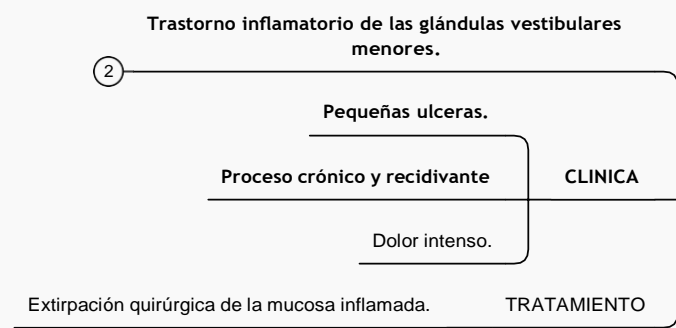 Trastorno inflamatorio de las glándulas vestibulares
menores.
2
Pequeñas ulceras.
Proceso crónico y recidivante
CLINICA
Dolor intenso.
Extirpación quirúrgica de la mucosa inflamada.
TRATAMIENTO